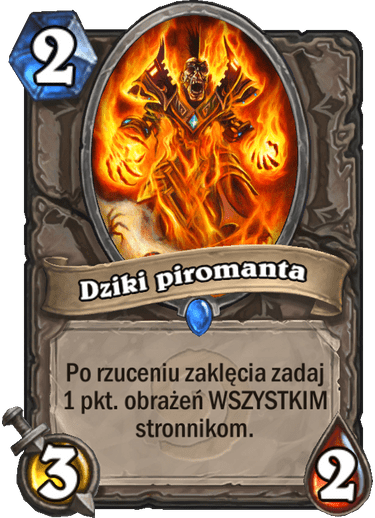 2
Dziki piromanta
Po rzuceniu zaklęcia zadaj
1 pkt. obrażeń WSZYSTKIM
stronnikom.
3
2